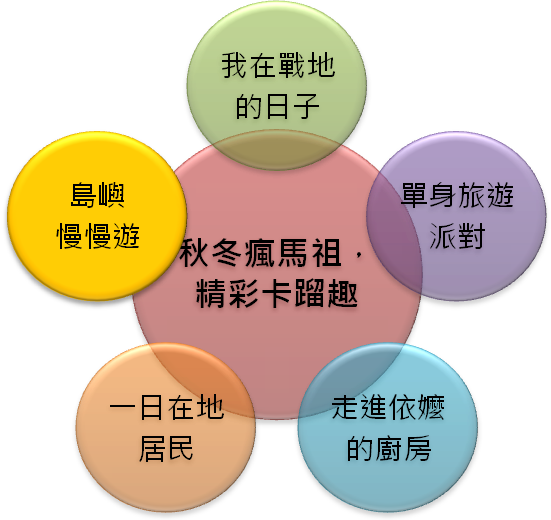 我在戰地
的日子
島嶼
慢慢遊
單身旅遊
派對
秋冬瘋馬祖，
精彩卡蹓趣
一日在地
居民
走進依嬤
的廚房